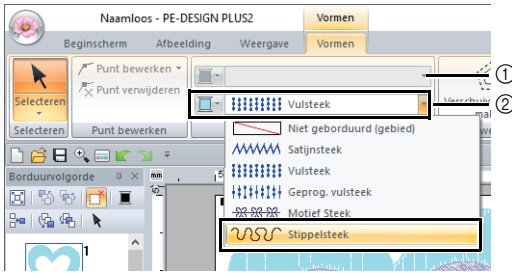 Naamloos - PE-DESIGN PLUS2
Vormen
Beginscherm Afbeelding Weergave Vormen
Punt bewerken
Punt verwijderen
Selecteren
Vulsteek
①
②
Selecteren Punt bewerken
Niet geborduurd (gebied)
Satijnsteek
Vulsteek
Geprog. vulsteek
Motief Steek
Stippelsteek
Borduurvolgorde
mm
1